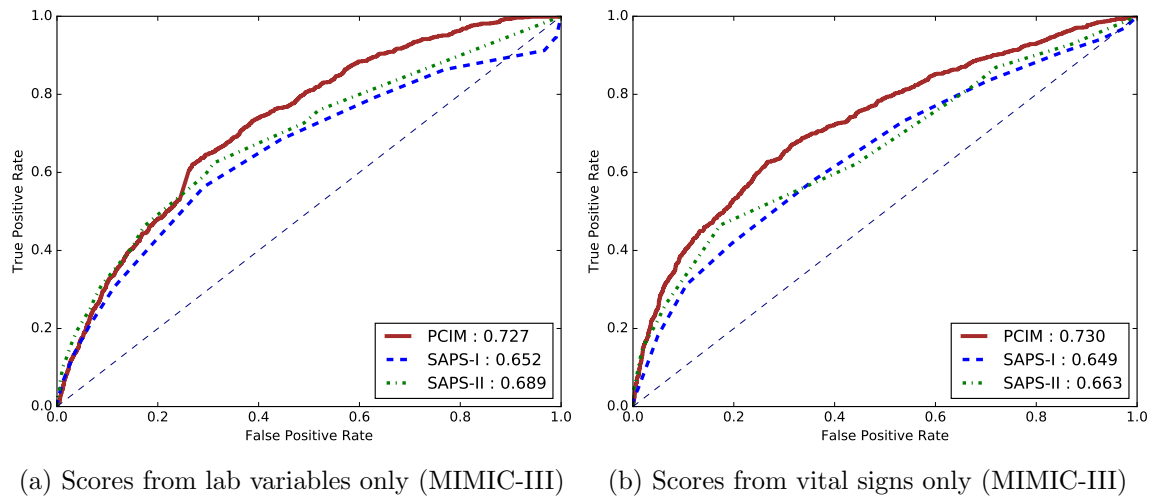 1.0
0.8
0.6
0.4
0.2
0.0
0.0 0.2 0.4 0.6 0.8 1.0
True Positive Rate
False Positive Rate
PCIM : 0.727
SAPS-I : 0.652
SAPS-II : 0.689
(a) Scores from lab variables only (MIMIC-III)
1.0
0.8
0.6
0.4
0.2
0.0
0.0 0.2 0.4 0.6 0.8 1.0
True Positive Rate
False Positive Rate
PCIM : 0.730
SAPS-I : 0.649
SAPS-II : 0.663
(b) Scores from vital signs only (MIMIC-III)